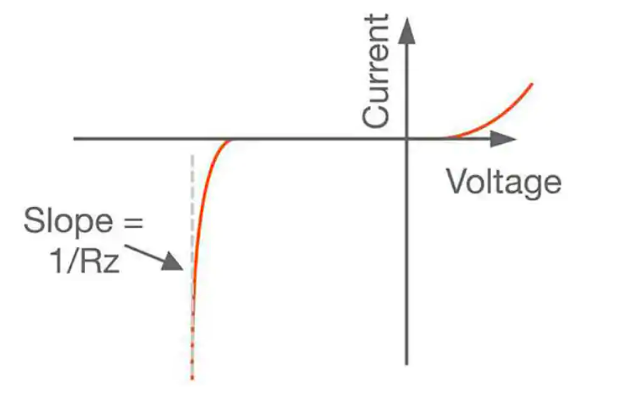 Current
Voltage
Slope =
1/Rz